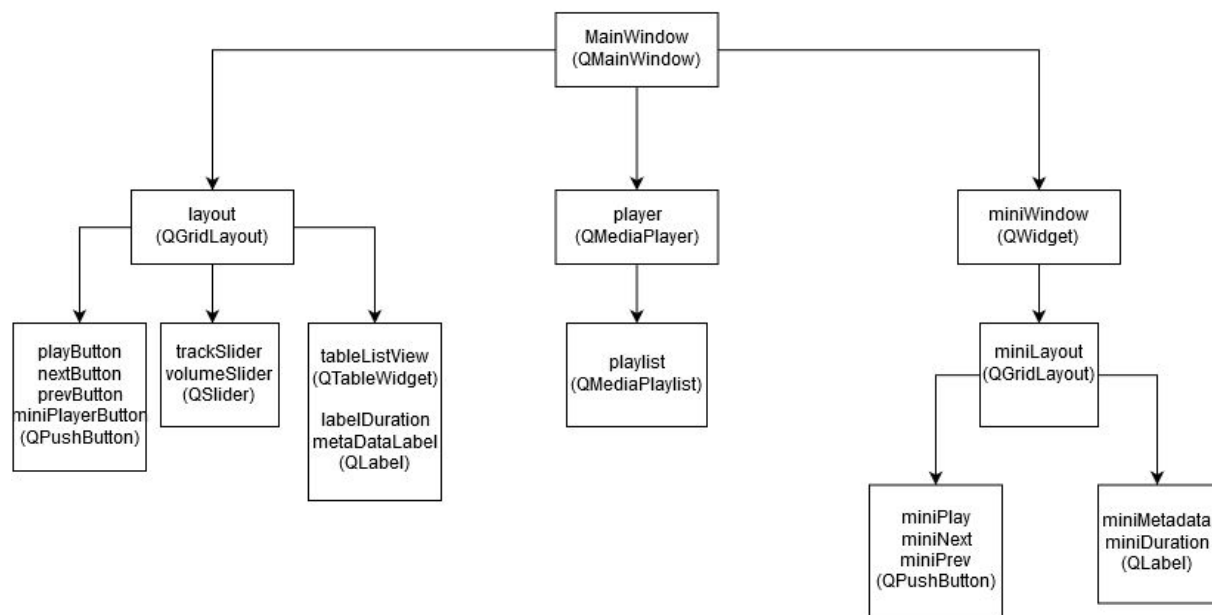 MainWindow
(QMainWindow)
layout
(QGridLayout)
player
(QMediaPlayer)
miniWindow
(QWidget)
playButton
nextButton
prevButton
miniPlayerButton
(QPushButton)
trackSlider
volumeSlider
(QSlider)
tableListView
(QTableWidget)
labelDuration
metaDataLabel
(QLabel)
playlist
(QMediaPlaylist)
miniLayout
(QGridLayout)
miniPlay
miniNext
miniPrev
(QPushButton)
miniMetadata
miniDuration
(QLabel)